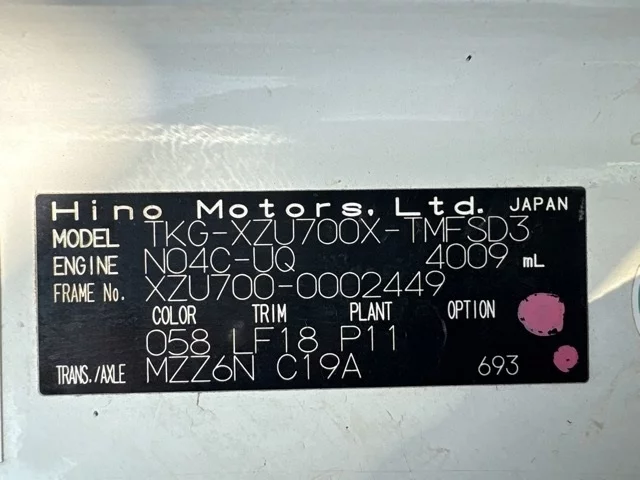 Hino Motors, Ltd. JAPAN
MODEL TKG-XZU700X-TMFSD3
ENGINE N04C-UQ 4009 mL
FRAME No. XZU700-0002449
COLOR TRIM PLANT OPTION
058 LF18 P11
TRANS./AXLE MZZ6N C19A 693